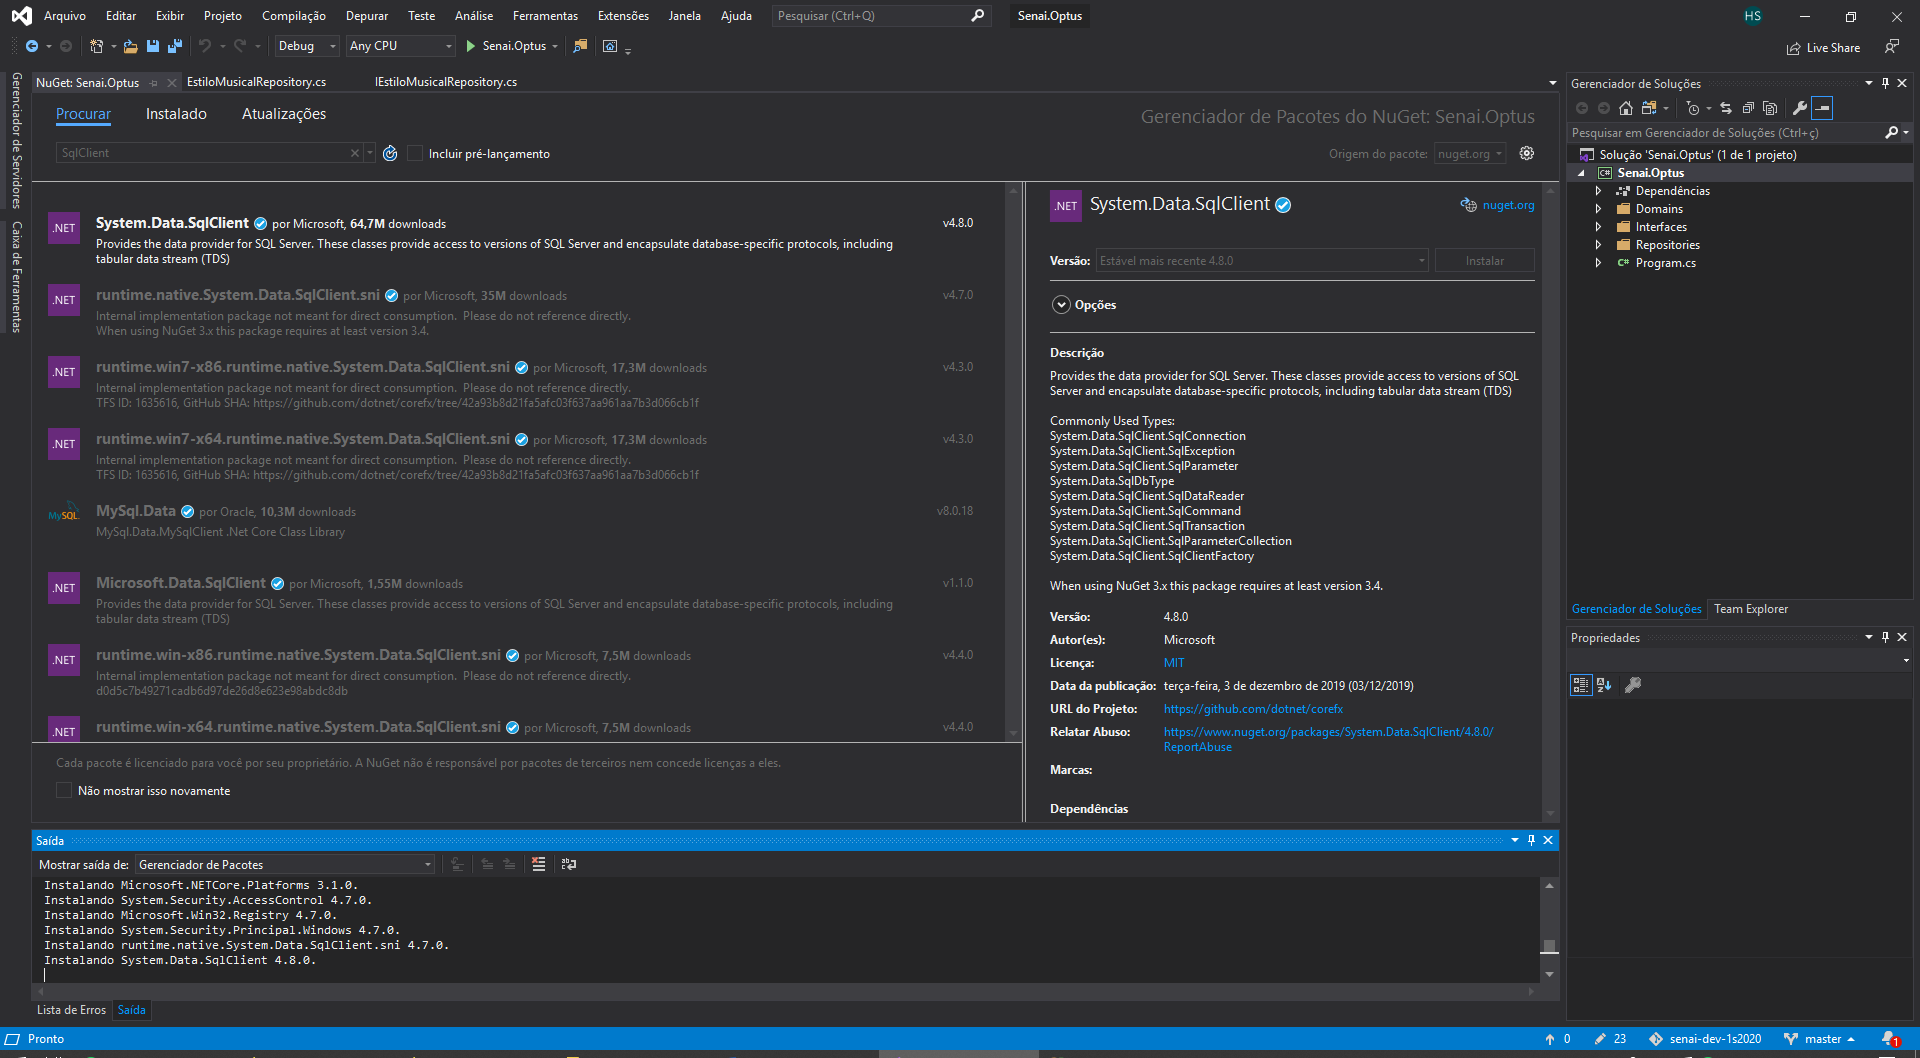 Arquivo Editar Exibir Projeto Compilação Depurar Teste Análise Ferramentas Extensões Janela Ajuda Pesquisar (Ctrl+Q) Senai.Optus HS
Debug Any CPU Senai.Optus Live Share
NuGet: Senai.Optus EstiloMusicalRepository.cs IEstiloMusicalRepository.cs
Gerenciador de Servidores
Caixa de Ferramentas
Procurar Instalado Atualizações Gerenciador de Pacotes do NuGet: Senai.Optus
SqlClient Incluir pré-lançamento Origem do pacote: nuget.org
.NET System.Data.SqlClient por Microsoft, 64,7M downloads v4.8.0
Provides the data provider for SQL Server. These classes provide access to versions of SQL Server and encapsulate database-specific protocols, including
tabular data stream (TDS)
.NET runtime.native.System.Data.SqlClient.sni por Microsoft, 35M downloads v4.7.0
Internal implementation package not meant for direct consumption. Please do not reference directly.
When using NuGet 3.x this package requires at least version 3.4.
.NET runtime.win7-x86.runtime.native.System.Data.SqlClient.sni por Microsoft, 17,3M downloads v4.3.0
Internal implementation package not meant for direct consumption. Please do not reference directly.
TFS ID: 1635616, GitHub SHA: https://github.com/dotnet/corefx/tree/42a93b8d21fa5afc03f637aa961aa7b3d066cb1f
.NET runtime.win7-x64.runtime.native.System.Data.SqlClient.sni por Microsoft, 17,3M downloads v4.3.0
Internal implementation package not meant for direct consumption. Please do not reference directly.
TFS ID: 1635616, GitHub SHA: https://github.com/dotnet/corefx/tree/42a93b8d21fa5afc03f637aa961aa7b3d066cb1f
MySQL MySql.Data por Oracle, 10,3M downloads v8.0.18
MySql.Data.MySqlClient .Net Core Class Library
.NET Microsoft.Data.SqlClient por Microsoft, 1,55M downloads v1.1.0
Provides the data provider for SQL Server. These classes provide access to versions of SQL Server and encapsulate database-specific protocols, including
tabular data stream (TDS)
.NET runtime.win-x86.runtime.native.System.Data.SqlClient.sni por Microsoft, 7,5M downloads v4.4.0
Internal implementation package not meant for direct consumption. Please do not reference directly.
d0d5c7b49271cadb6d97de26d8e623e98abdc8db
.NET runtime.win-x64.runtime.native.System.Data.SqlClient.sni por Microsoft, 7,5M downloads v4.4.0
Cada pacote é licenciado para você por seu proprietário. A NuGet não é responsável por pacotes de terceiros nem concede licenças a eles.
Não mostrar isso novamente
.NET System.Data.SqlClient nuget.org
Versão: Estável mais recente 4.8.0 Instalar
Opções
Descrição
Provides the data provider for SQL Server. These classes provide access to versions of SQL
Server and encapsulate database-specific protocols, including tabular data stream (TDS)
Commonly Used Types:
System.Data.SqlClient.SqlConnection
System.Data.SqlClient.SqlException
System.Data.SqlClient.SqlParameter
System.Data.SqlDbType
System.Data.SqlClient.SqlDataReader
System.Data.SqlClient.SqlCommand
System.Data.SqlClient.SqlTransaction
System.Data.SqlClient.SqlParameterCollection
System.Data.SqlClient.SqlClientFactory
When using NuGet 3.x this package requires at least version 3.4.
Versão: 4.8.0
Autor(es): Microsoft
Licença: MIT
Data da publicação: terça-feira, 3 de dezembro de 2019 (03/12/2019)
URL do Projeto: https://github.com/dotnet/corefx
Relatar Abuso: https://www.nuget.org/packages/System.Data.SqlClient/4.8.0/
ReportAbuse
Marcas:
Dependências
Gerenciador de Soluções
Pesquisar em Gerenciador de Soluções (Ctrl+ç)
Solução 'Senai.Optus' (1 de 1 projeto)
C# Senai.Optus
Dependências
Domains
Interfaces
Repositories
C# Program.cs
Gerenciador de Soluções Team Explorer
Propriedades
Saída
Mostrar saída de: Gerenciador de Pacotes
Instalando Microsoft.NETCore.Platforms 3.1.0.
Instalando System.Security.AccessControl 4.7.0.
Instalando Microsoft.Win32.Registry 4.7.0.
Instalando System.Security.Principal.Windows 4.7.0.
Instalando runtime.native.System.Data.SqlClient.sni 4.7.0.
Instalando System.Data.SqlClient 4.8.0.
Lista de Erros Saída
Pronto 0 23 senai-dev-1s2020 master 1